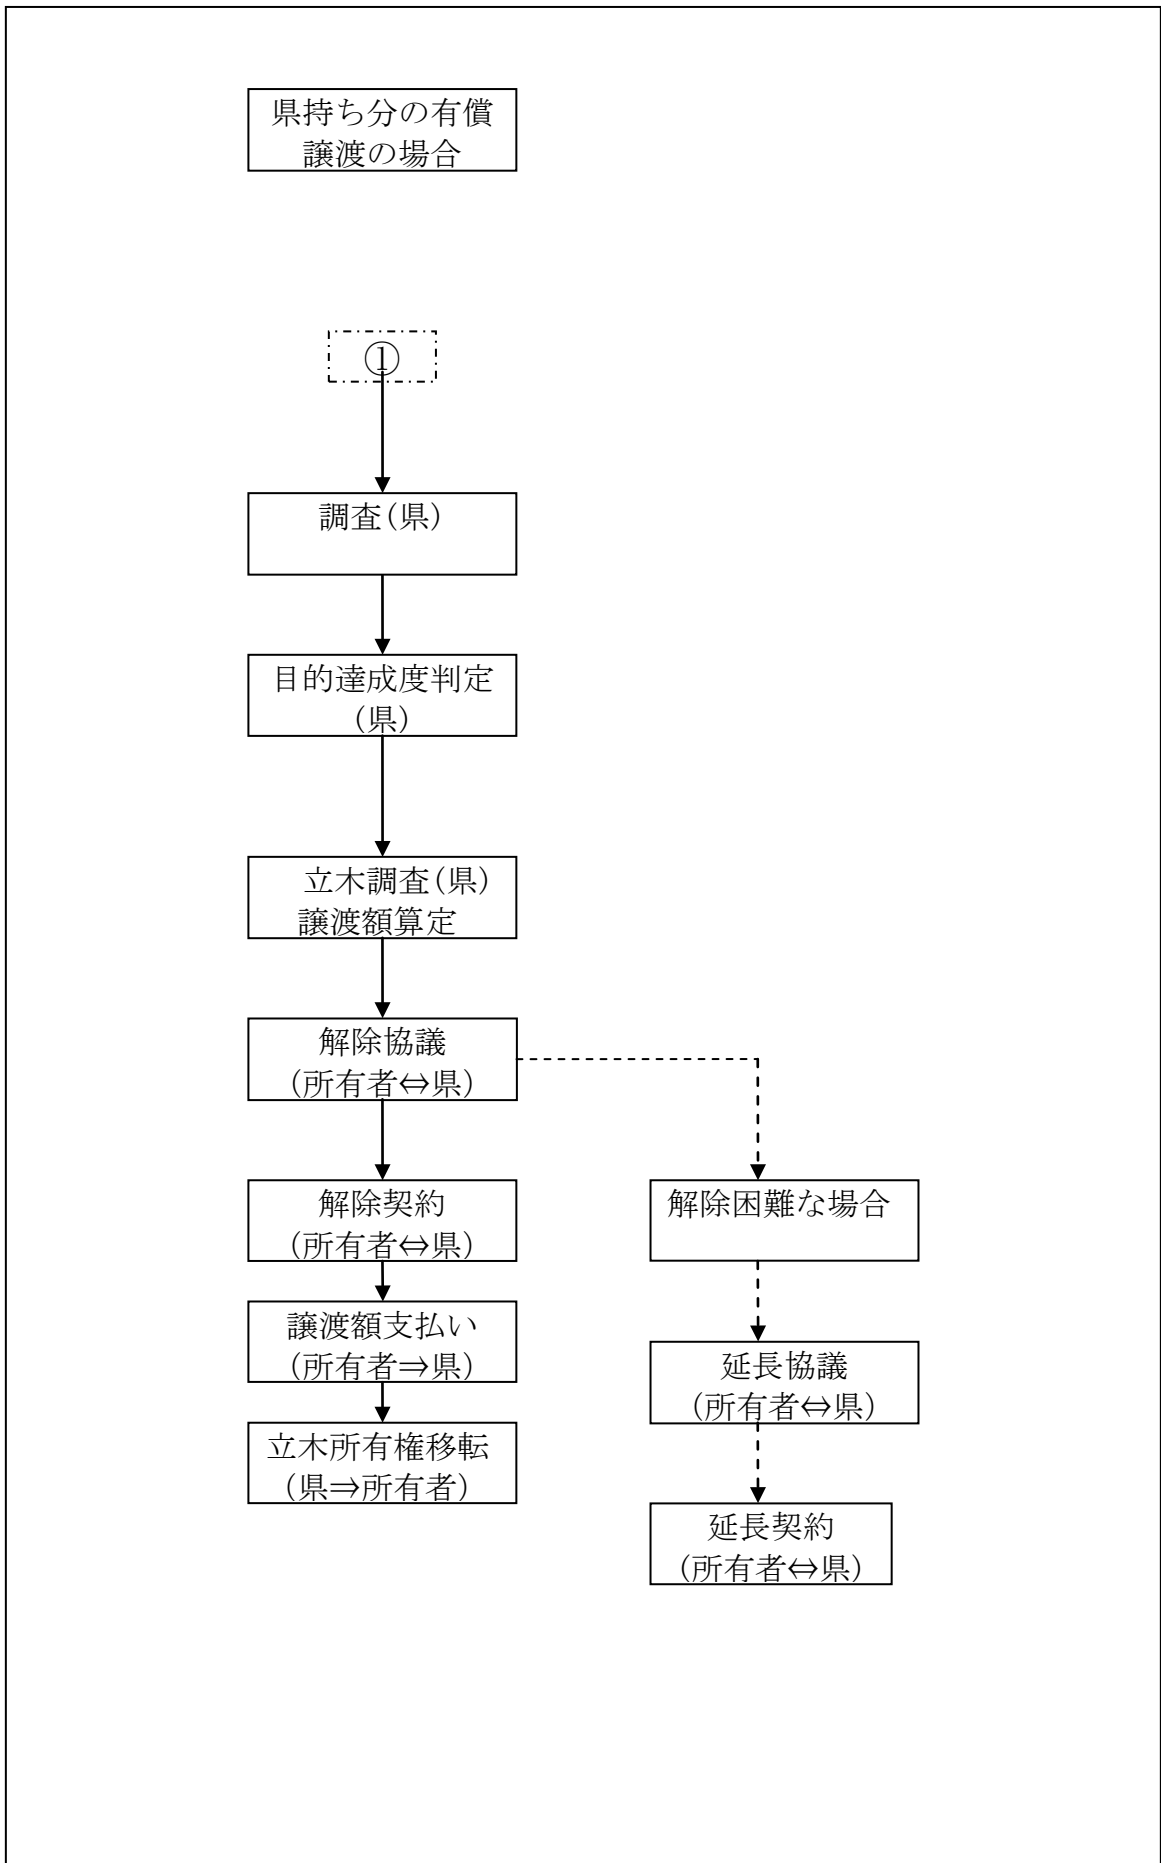 県持ち分の有償
譲渡の場合
①
調査(県)
目的達成度判定
(県)
立木調査(県)
譲渡額算定
解除協議
(所有者⇔県)
解除契約
(所有者⇔県)
譲渡額支払い
(所有者⇒県)
立木所有権移転
(県⇒所有者)
解除困難な場合
延長協議
(所有者⇔県)
延長契約
(所有者⇔県)